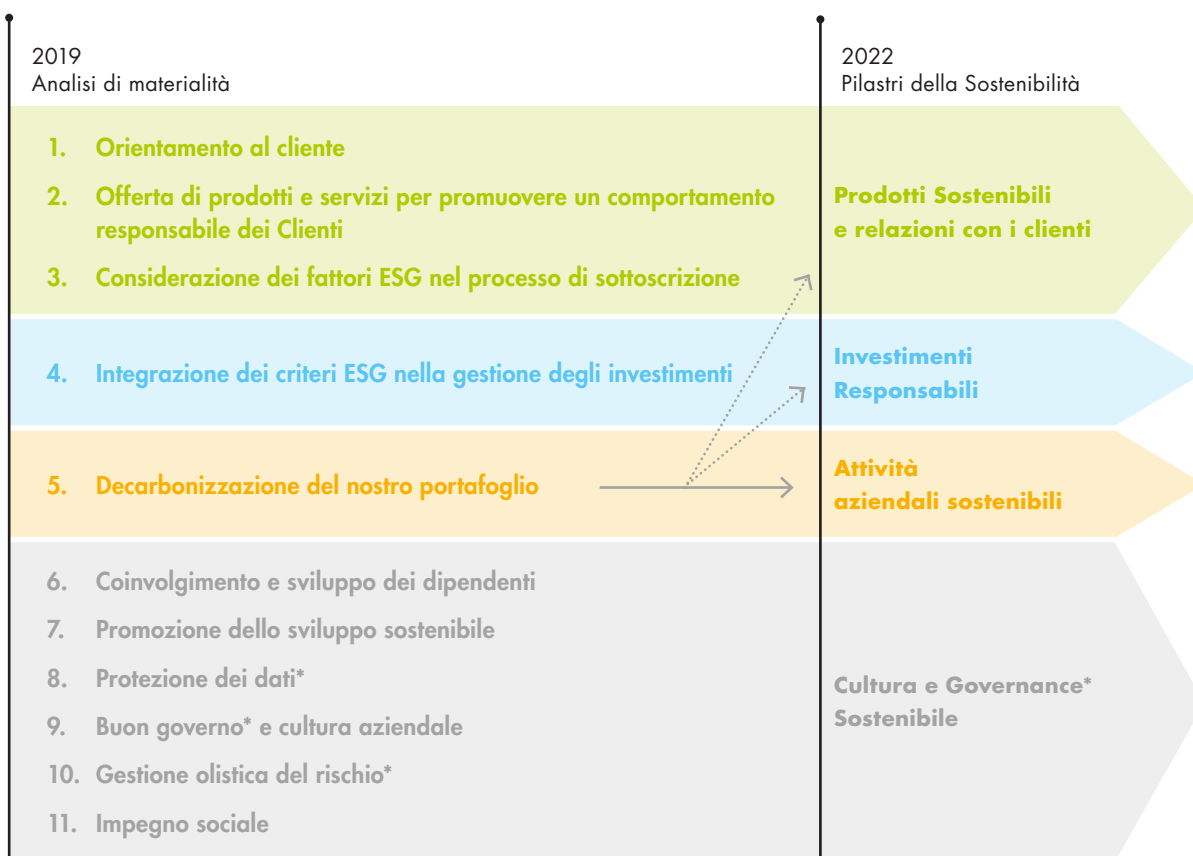 2019
Analisi di materialità
2022
Pilastri della Sostenibilità
1. Orientamento al cliente
2. Offerta di prodotti e servizi per promuovere un comportamento
responsabile dei Clienti
3. Considerazione dei fattori ESG nel processo di sottoscrizione
Prodotti Sostenibili
e relazioni con i clienti
4. Integrazione dei criteri ESG nella gestione degli investimenti
Investimenti
Responsabili
5. Decarbonizzazione del nostro portafoglio
Attività
aziendali sostenibili
6. Coinvolgimento e sviluppo dei dipendenti
7. Promozione dello sviluppo sostenibile
8. Protezione dei dati*
9. Buon governo* e cultura aziendale
10. Gestione olistica del rischio*
11. Impegno sociale
Cultura e Governance*
Sostenibile